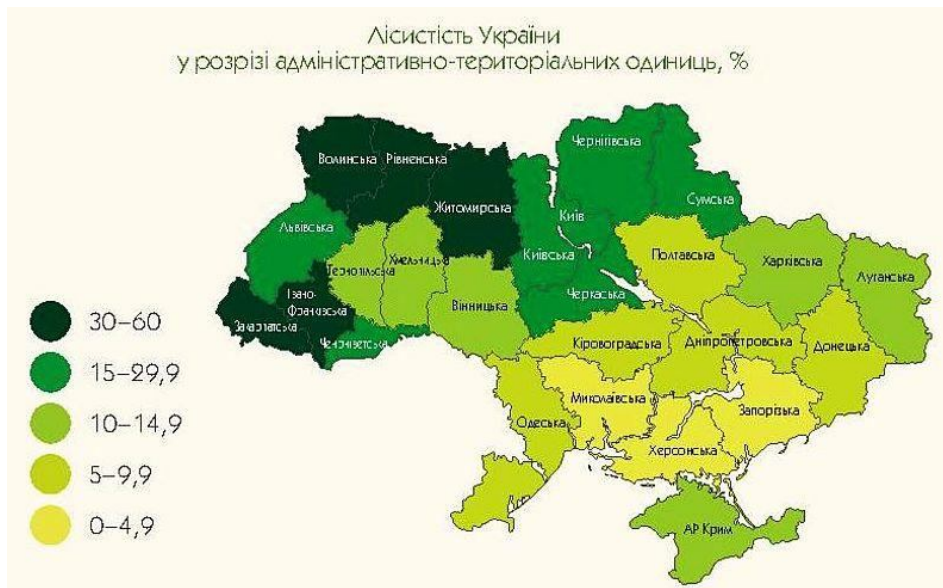 Лісистість України
у розрізі адміністративно-територіальних одиниць, %
Чернігівська
Волинська
Рівненська
Сумська
Житомирська
Київ
Львівська
Київська
Полтавська
Харківська
Луганська
Тернопільська
Хмельницька
Вінницька
Черкаська
Івано-
Франківська
Закарпатська
Чернівецька
Кіровоградська
Дніпропетровська
Донецька
Миколаївська
Запорізька
Одеська
Херсонська
АР Крим
30–60
15–29,9
10–14,9
5–9,9
0–4,9